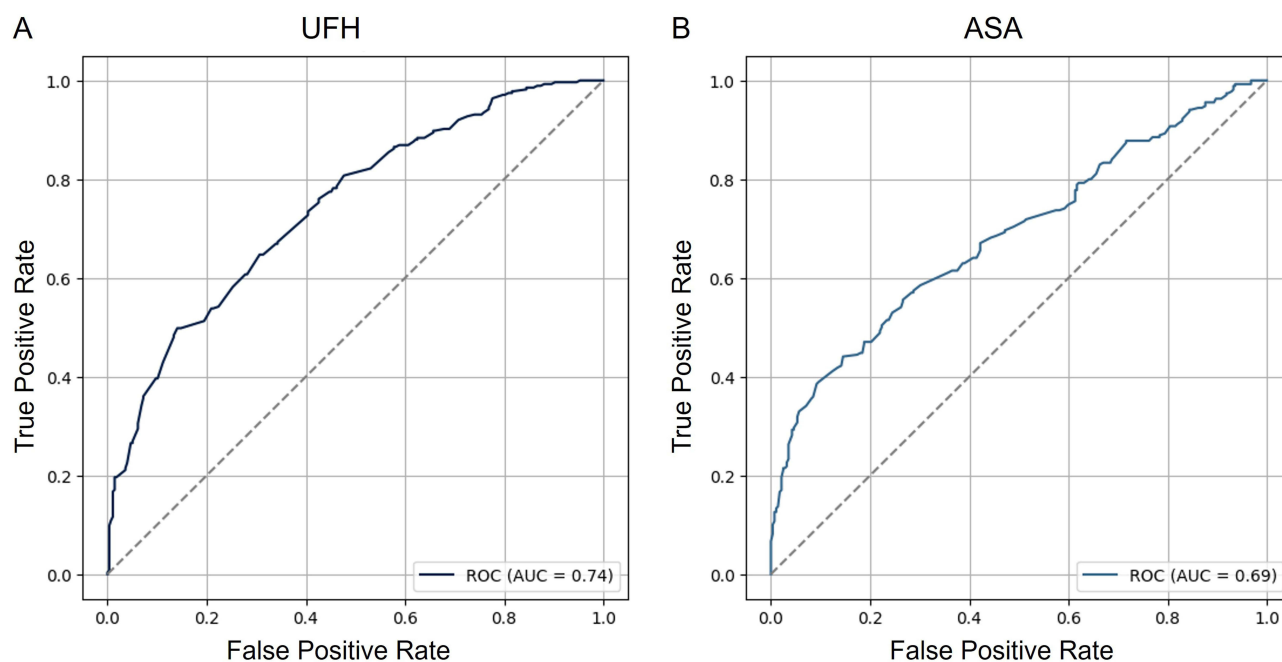 A
UFH
1.0
0.8
0.6
0.4
0.2
0.0
True Positive Rate
ROC (AUC = 0.74)
0.0 0.2 0.4 0.6 0.8 1.0
False Positive Rate
B
ASA
1.0
0.8
0.6
0.4
0.2
0.0
True Positive Rate
ROC (AUC = 0.69)
0.0 0.2 0.4 0.6 0.8 1.0
False Positive Rate